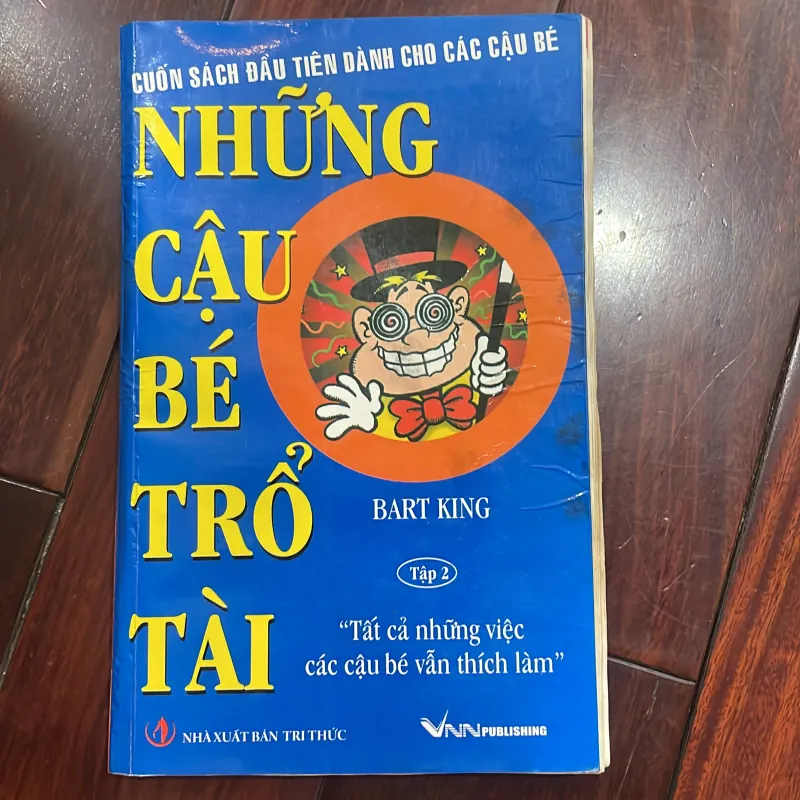 CUỐN SÁCH ĐẦU TIÊN DÀNH CHO CÁC CẬU BÉ
NHỮNG
CẬU
BÉ
TRỔ
TÀI
BART KING
Tập 2
“Tất cả những việc
các cậu bé vẫn thích làm”
NHÀ XUẤT BẢN TRI THỨC
VNN PUBLISHING